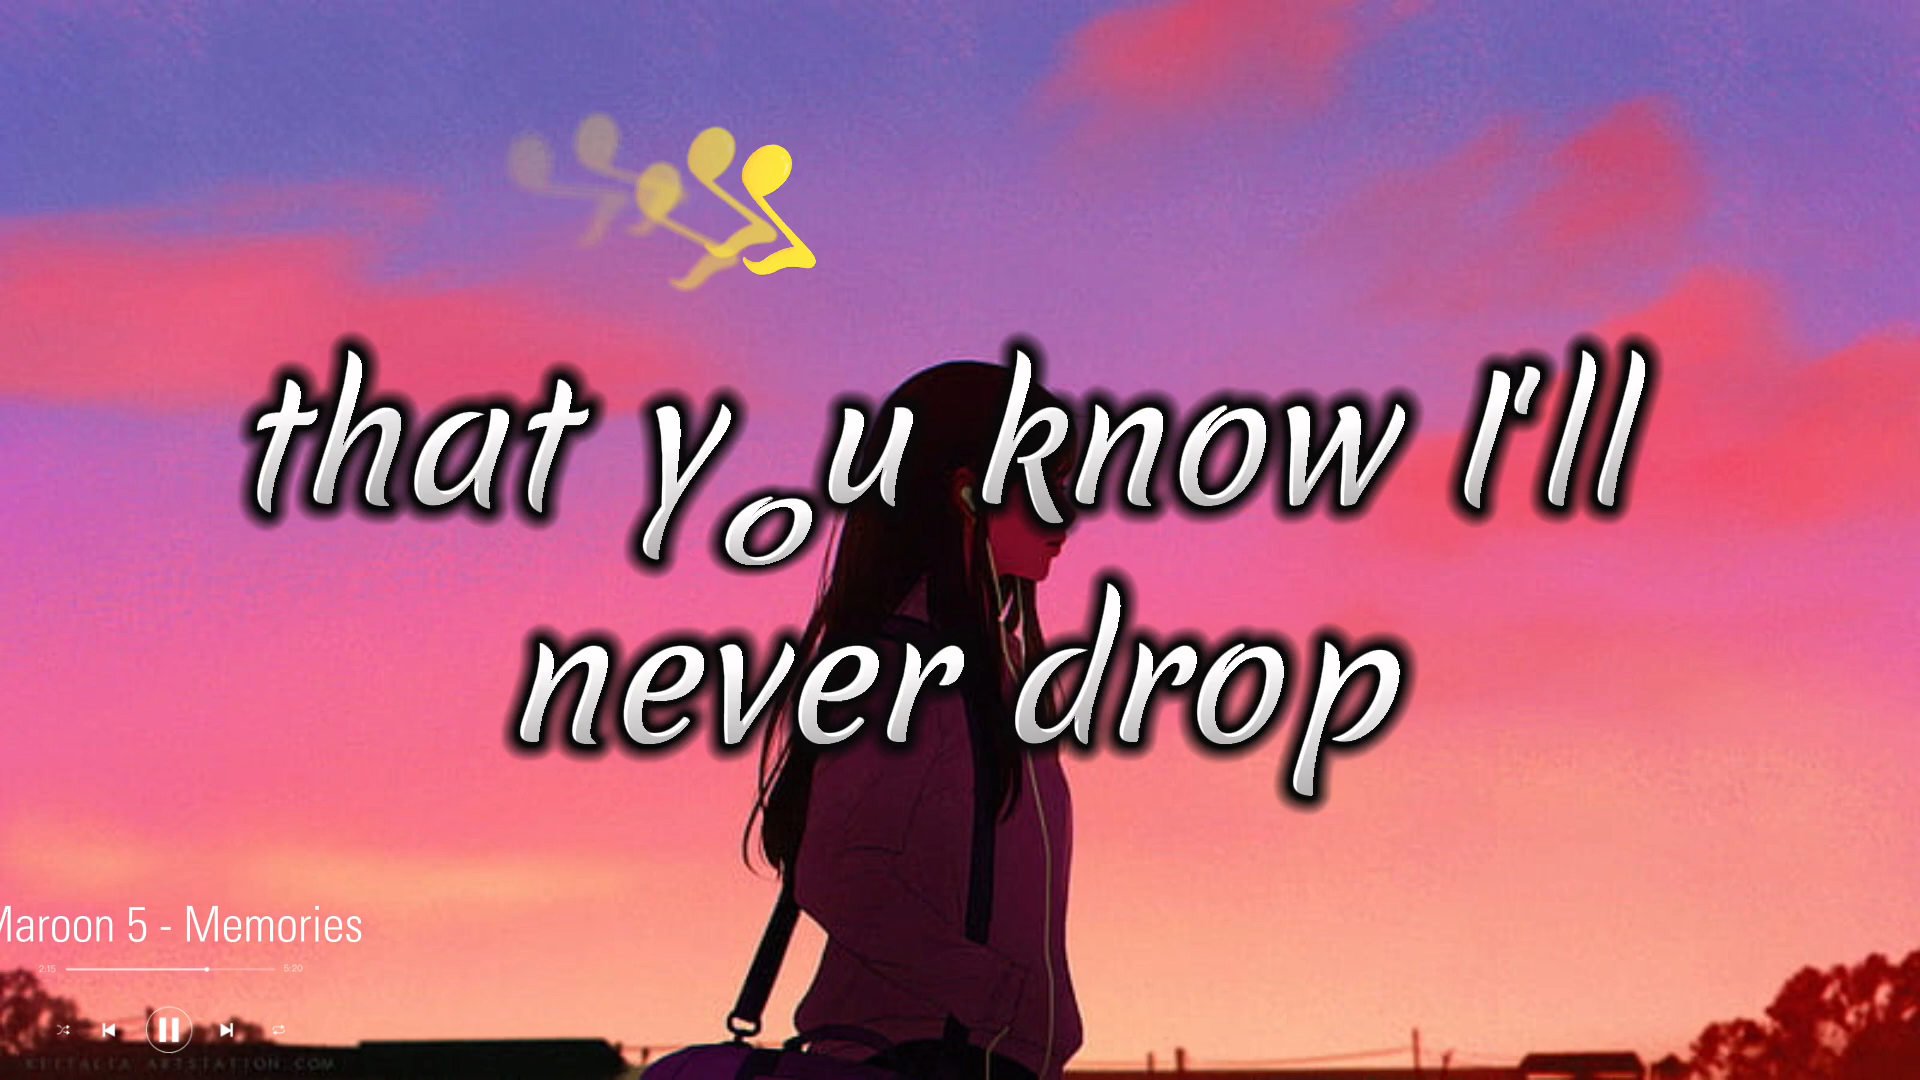 that you know I'll
never drop
Maroon 5 - Memories
2:15
5:20